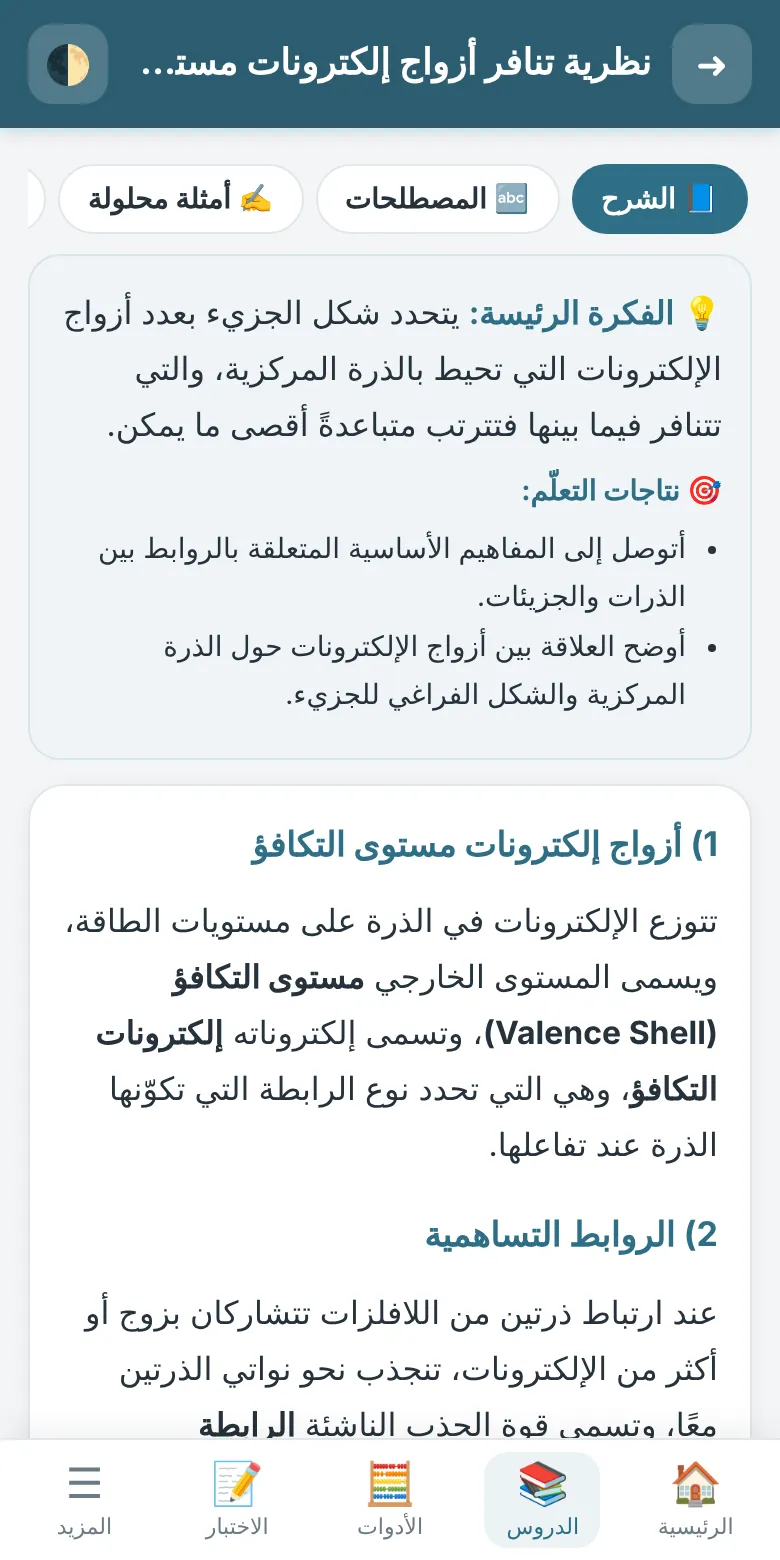 نظرية تنافر أزواج إلكترونات مستـ...
الشرح
المصطلحات
أمثلة محلولة
الفكرة الرئيسة: يتحدد شكل الجزيء بعدد أزواج
الإلكترونات التي تحيط بالذرة المركزية، والتي
تتنافر فيما بينها فتترتب متباعدةً أقصى ما يمكن.
نتاجات التعلّم:
• أتوصل إلى المفاهيم الأساسية المتعلقة بالروابط بين
الذرات والجزيئات.
• أوضح العلاقة بين أزواج الإلكترونات حول الذرة
المركزية والشكل الفراغي للجزيء.
1) أزواج إلكترونات مستوى التكافؤ
تتوزع الإلكترونات في الذرة على مستويات الطاقة،
ويسمى المستوى الخارجي مستوى التكافؤ
(Valence Shell)، وتسمى إلكتروناته إلكترونات
التكافؤ، وهي التي تحدد نوع الرابطة التي تكوّنها
الذرة عند تفاعلها.
2) الروابط التساهمية
عند ارتباط ذرتين من اللافلزات تتشاركان بزوج أو
أكثر من الإلكترونات، تنجذب نحو نواتي الذرتين
معًا، وتسمى قوة الجذب الناشئة الرابطة
الرئيسية
الدروس
الأدوات
الاختبار
المزيد